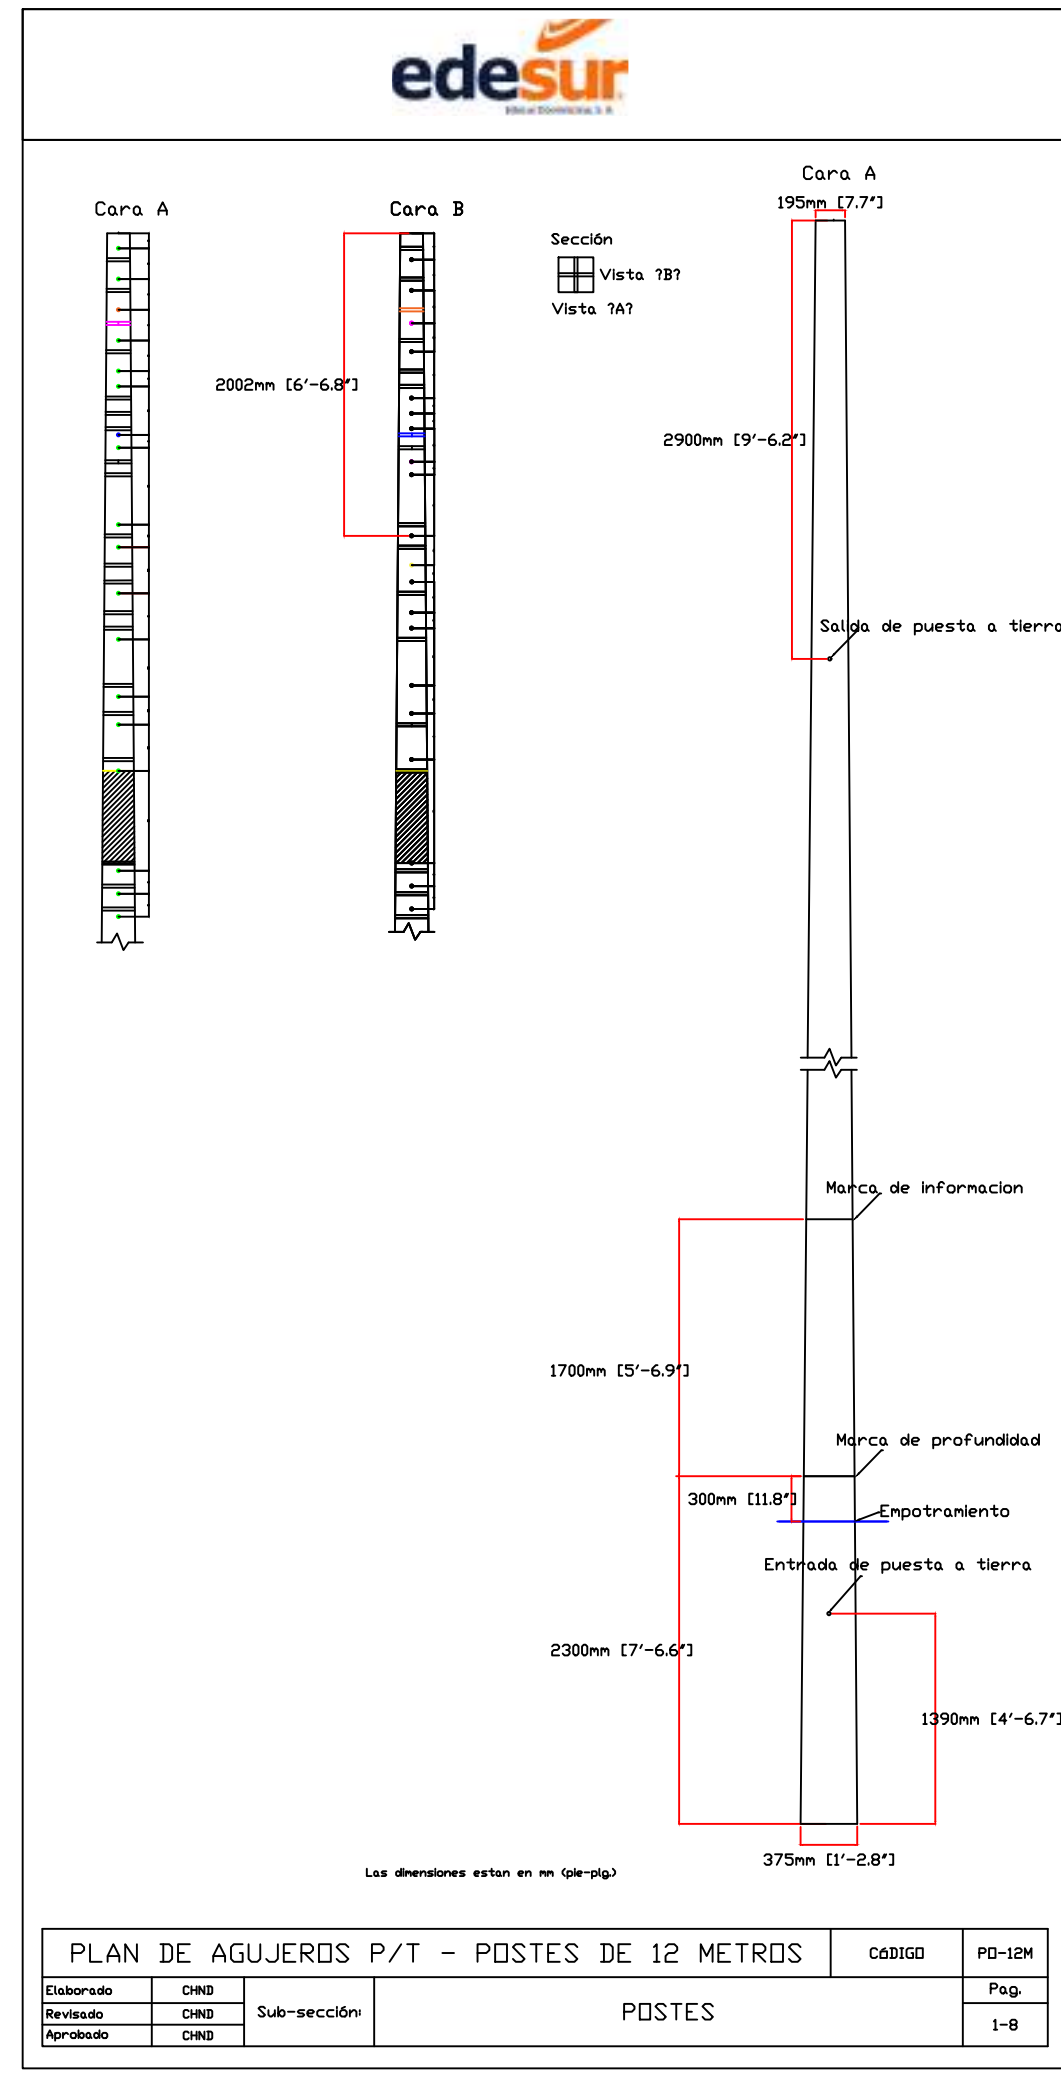 edesur
Cara A
195mm [7.7"]
Cara A
Cara B
Sección
Vista ?B?
Vista ?A?
2002mm [6'-6.8"]
2900mm [9'-6.2"]
Salida de puesta a tierra
Marca de informacion
1700mm [5'-6.9"]
Marca de profundidad
300mm [11.8"]
Empotramiento
Entrada de puesta a tierra
2300mm [7'-6.6"]
1390mm [4'-6.7"]
375mm [1'-2.8"]
Las dimensiones estan en mm (pie-plg.)
PLAN DE AGUJEROS P/T - POSTES DE 12 METROS
CóDIGO
PO-12M
Elaborado CHND
Revisado CHND
Aprobado CHND
Sub-sección:
POSTES
Pag.
1-8